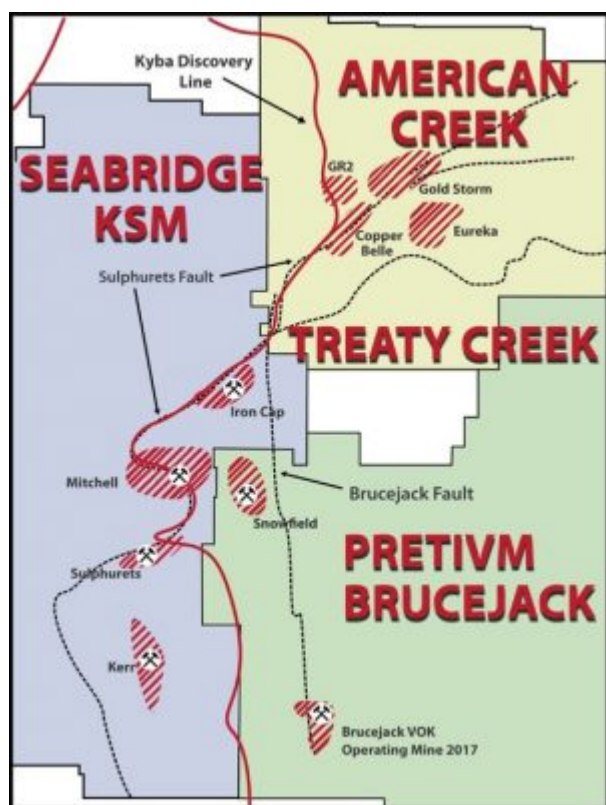 Kyba Discovery
Line
AMERICAN
CREEK
SEABRIDGE
KSM
GR2
Gold Storm
Copper
Belle
Eureka
Sulphurets Fault
TREATY CREEK
Iron Cap
Mitchell
Snowfield
Brucejack Fault
PRETIVM
BRUCEJACK
Sulphurets
Kerr
Brucejack VOK
Operating Mine 2017